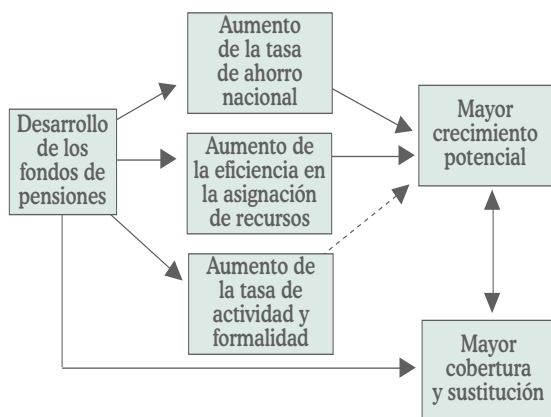 Aumento
de la tasa
de ahorro
nacional
Desarrollo
de los
fondos de
pensiones
Aumento de
la eficiencia en
la asignación
de recursos
Mayor
crecimiento
potencial
Aumento de
la tasa de
actividad y
formalidad
Mayor
cobertura
y sustitución